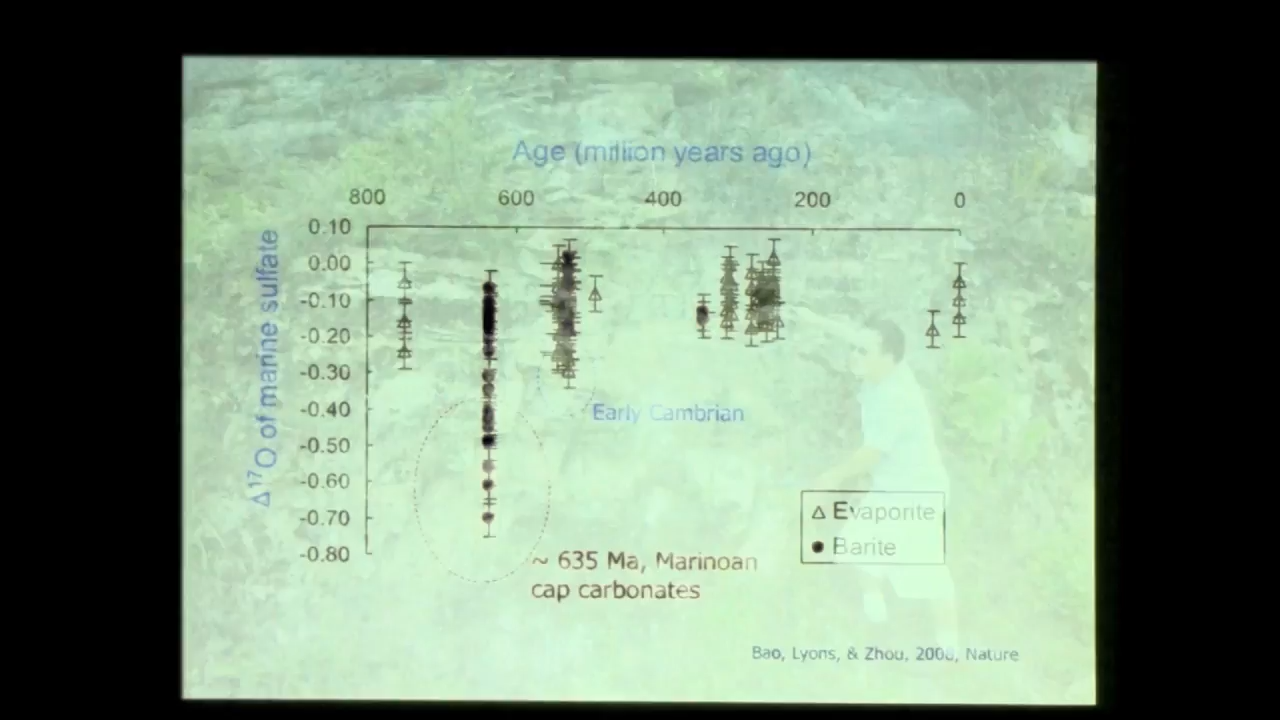 Age (million years ago)
800 600 400 200 0
0.10
0.00
-0.10
-0.20
-0.30
-0.40
-0.50
-0.60
-0.70
-0.80
Δ¹⁷O of marine sulfate
Early Cambrian
△ Evaporite
● Barite
~ 635 Ma, Marinoan
cap carbonates
Bao, Lyons, & Zhou, 2008, Nature